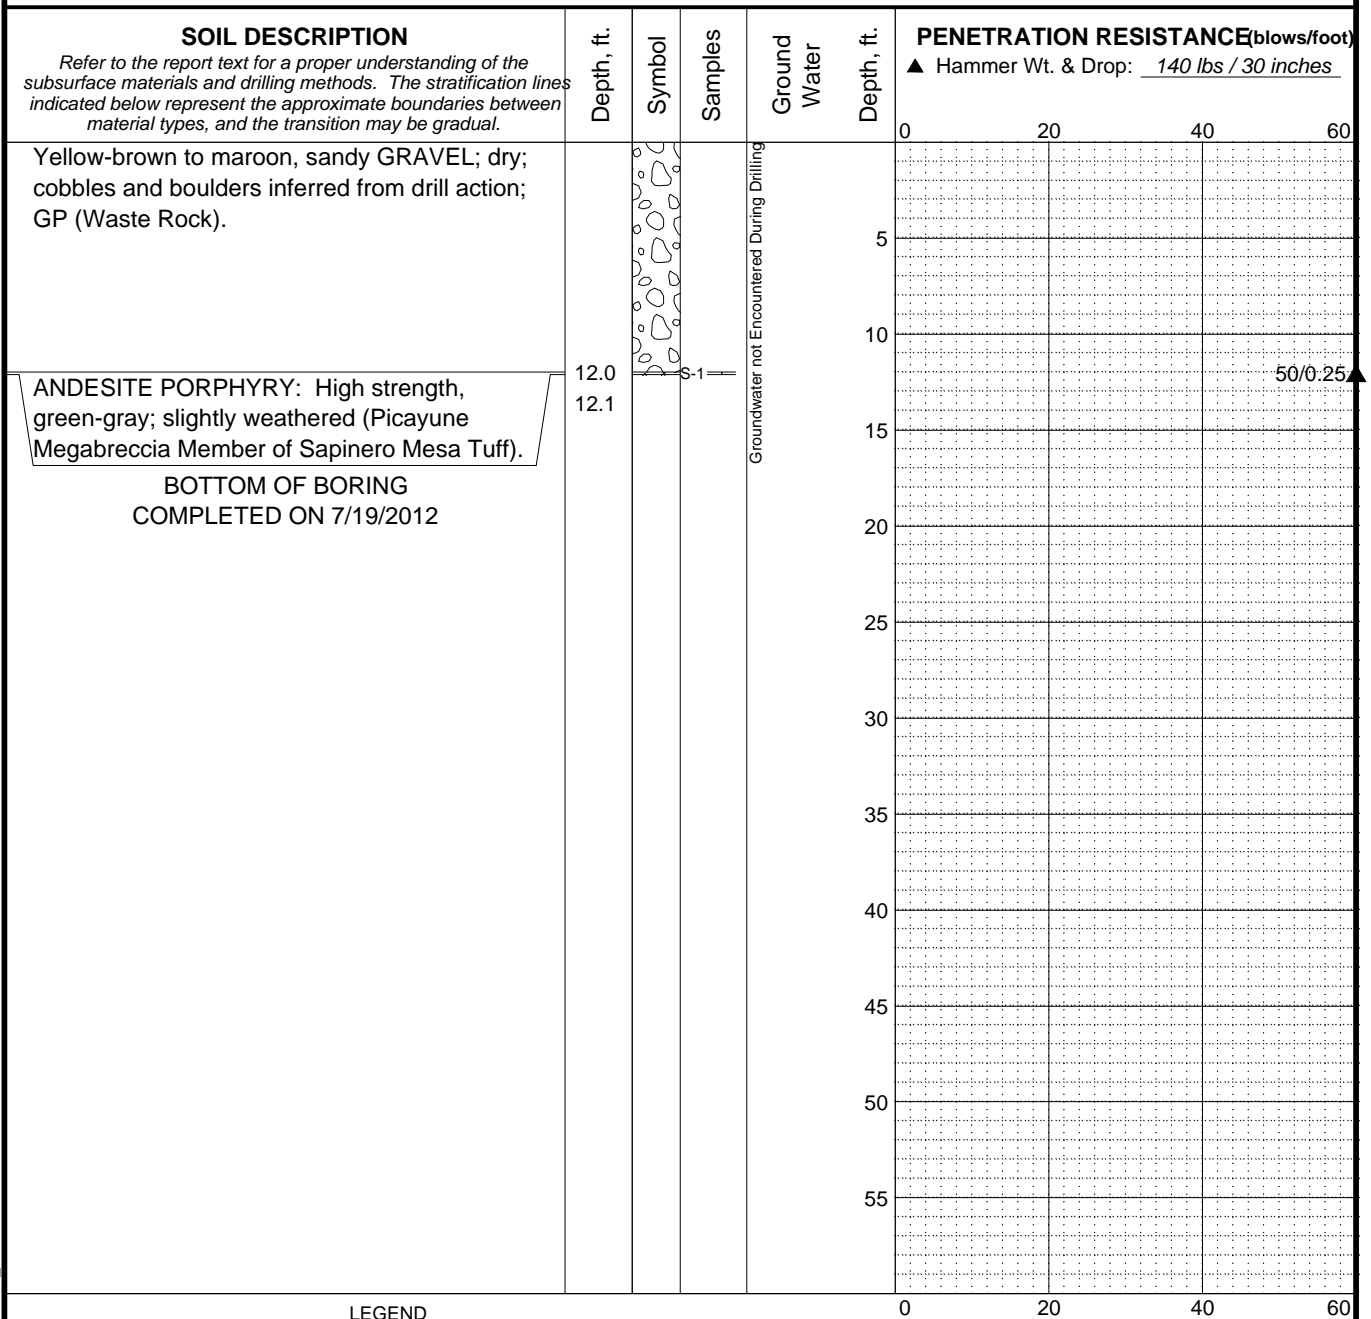 SOIL DESCRIPTION
Refer to the report text for a proper understanding of the
subsurface materials and drilling methods. The stratification lines
indicated below represent the approximate boundaries between
material types, and the transition may be gradual.
Depth, ft.
Symbol
Samples
Ground
Water
Depth, ft.
PENETRATION RESISTANCE(blows/foot)
▲ Hammer Wt. & Drop: 140 lbs / 30 inches
0 20 40 60
Yellow-brown to maroon, sandy GRAVEL; dry;
cobbles and boulders inferred from drill action;
GP (Waste Rock).
Groundwater not Encountered During Drilling
5
10
12.0
S-1
50/0.25
ANDESITE PORPHYRY: High strength,
green-gray; slightly weathered (Picayune
Megabreccia Member of Sapinero Mesa Tuff).
12.1
15
BOTTOM OF BORING
COMPLETED ON 7/19/2012
20
25
30
35
40
45
50
55
0 20 40 60
LEGEND